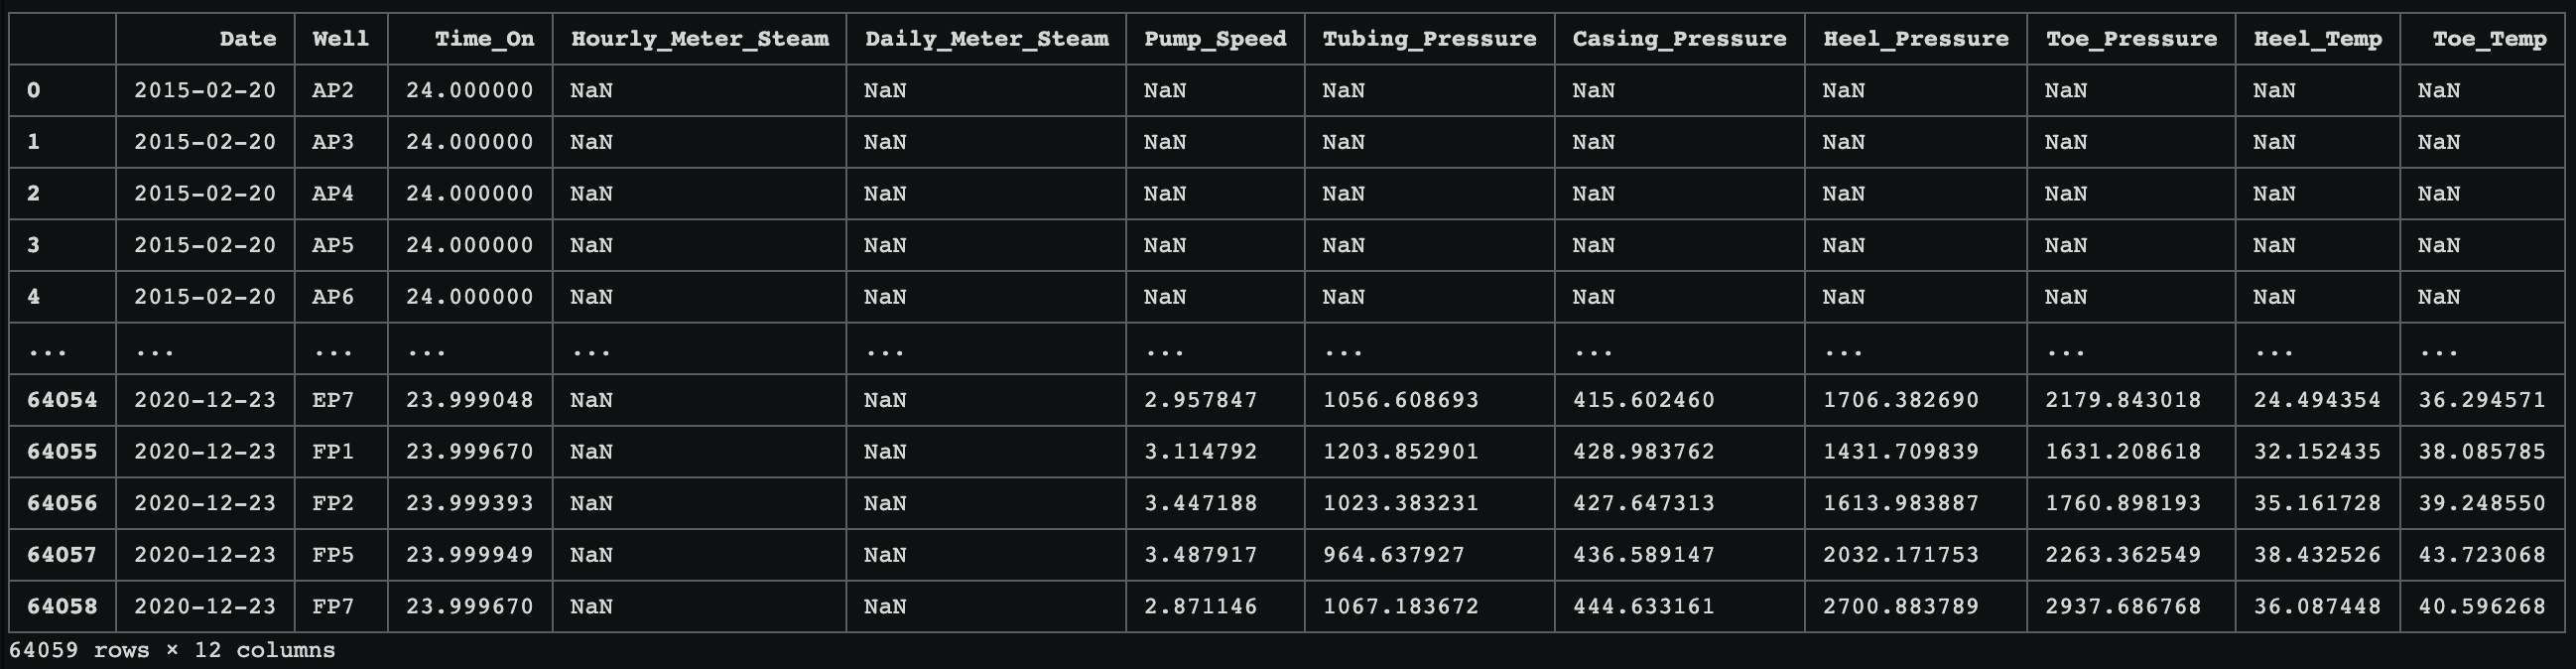 Date Well Time_On Hourly_Meter_Steam Daily_Meter_Steam Pump_Speed Tubing_Pressure Casing_Pressure Heel_Pressure Toe_Pressure Heel_Temp Toe_Temp
0 2015-02-20 AP2 24.000000 NaN NaN NaN NaN NaN NaN NaN NaN NaN
1 2015-02-20 AP3 24.000000 NaN NaN NaN NaN NaN NaN NaN NaN NaN
2 2015-02-20 AP4 24.000000 NaN NaN NaN NaN NaN NaN NaN NaN NaN
3 2015-02-20 AP5 24.000000 NaN NaN NaN NaN NaN NaN NaN NaN NaN
4 2015-02-20 AP6 24.000000 NaN NaN NaN NaN NaN NaN NaN NaN NaN
... ... ... ... ... ... ... ... ... ... ... ... ...
64054 2020-12-23 EP7 23.999048 NaN NaN 2.957847 1056.608693 415.602460 1706.382690 2179.843018 24.494354 36.294571
64055 2020-12-23 FP1 23.999670 NaN NaN 3.114792 1203.852901 428.983762 1431.709839 1631.208618 32.152435 38.085785
64056 2020-12-23 FP2 23.999393 NaN NaN 3.447188 1023.383231 427.647313 1613.983887 1760.898193 35.161728 39.248550
64057 2020-12-23 FP5 23.999949 NaN NaN 3.487917 964.637927 436.589147 2032.171753 2263.362549 38.432526 43.723068
64058 2020-12-23 FP7 23.999670 NaN NaN 2.871146 1067.183672 444.633161 2700.883789 2937.686768 36.087448 40.596268
64059 rows × 12 columns